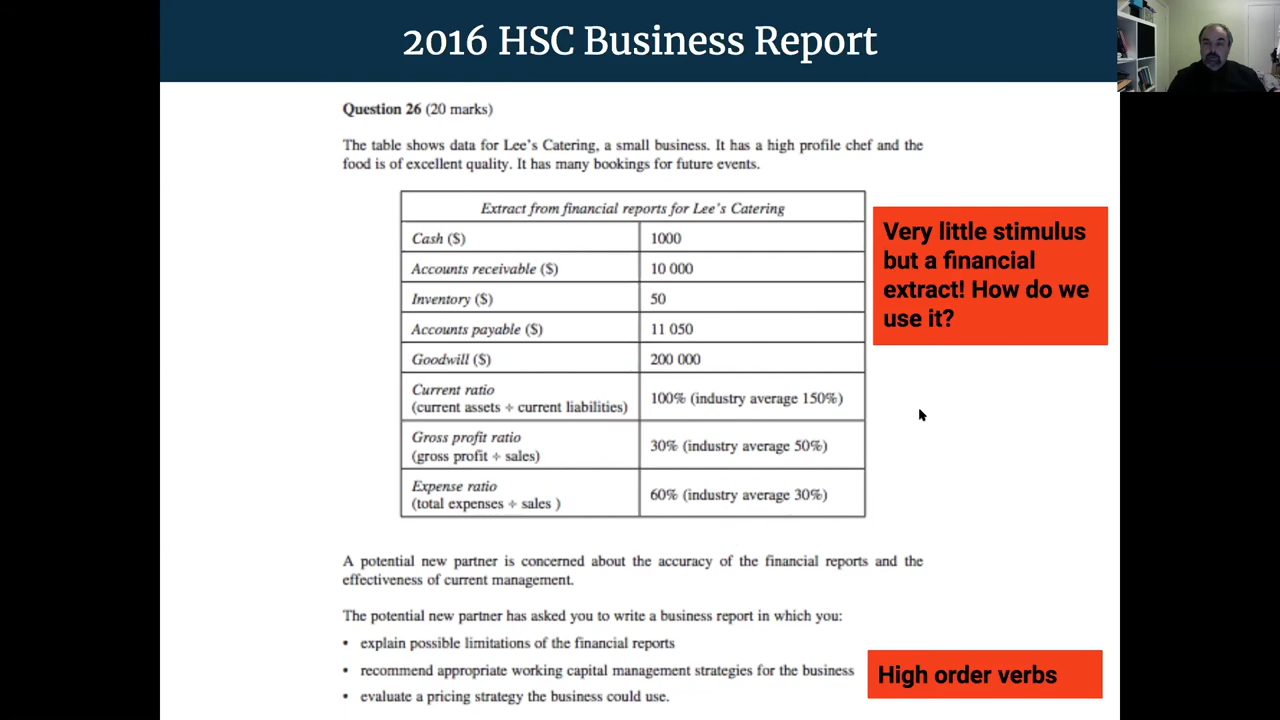 2016 HSC Business Report
Question 26 (20 marks)
The table shows data for Lee's Catering, a small business. It has a high profile chef and the
food is of excellent quality. It has many bookings for future events.
Extract from financial reports for Lee's Catering
Cash ($) 1000
Accounts receivable ($) 10 000
Inventory ($) 50
Accounts payable ($) 11 050
Goodwill ($) 200 000
Current ratio
(current assets ÷ current liabilities) 100% (industry average 150%)
Gross profit ratio
(gross profit ÷ sales) 30% (industry average 50%)
Expense ratio
(total expenses ÷ sales ) 60% (industry average 30%)
Very little stimulus
but a financial
extract! How do we
use it?
A potential new partner is concerned about the accuracy of the financial reports and the
effectiveness of current management.
The potential new partner has asked you to write a business report in which you:
• explain possible limitations of the financial reports
• recommend appropriate working capital management strategies for the business
• evaluate a pricing strategy the business could use.
High order verbs